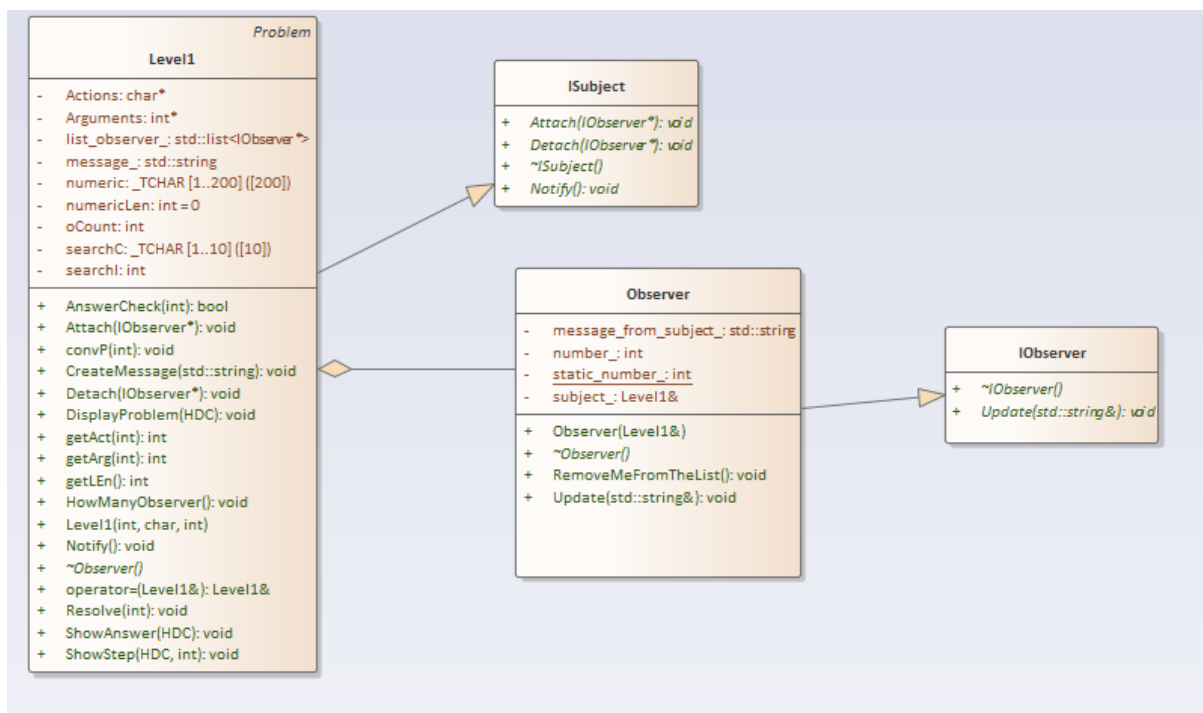 Problem
Level1
- Actions: char*
- Arguments: int*
- list_observer_: std::list<IObserver*>
- message_: std::string
- numeric: _TCHAR [1..200] ([200])
- numericLen: int = 0
- oCount: int
- searchC: _TCHAR [1..10] ([10])
- searchI: int
+ AnswerCheck(int): bool
+ Attach(IObserver*): void
+ convP(int): void
+ CreateMessage(std::string): void
+ Detach(IObserver*): void
+ DisplayProblem(HDC): void
+ getAct(int): int
+ getArg(int): int
+ getLEn(): int
+ HowManyObserver(): void
+ Level1(int, char, int)
+ Notify(): void
+ ~Observer()
+ operator=(Level1&): Level1&
+ Resolve(int): void
+ ShowAnswer(HDC): void
+ ShowStep(HDC, int): void
ISubject
+ Attach(IObserver*): void
+ Detach(IObserver*): void
+ ~ISubject()
+ Notify(): void
Observer
- message_from_subject_: std::string
- number_: int
- static_number_: int
- subject_: Level1&
+ Observer(Level1&)
+ ~Observer()
+ RemoveMeFromTheList(): void
+ Update(std::string&): void
IObserver
+ ~IObserver()
+ Update(std::string&): void